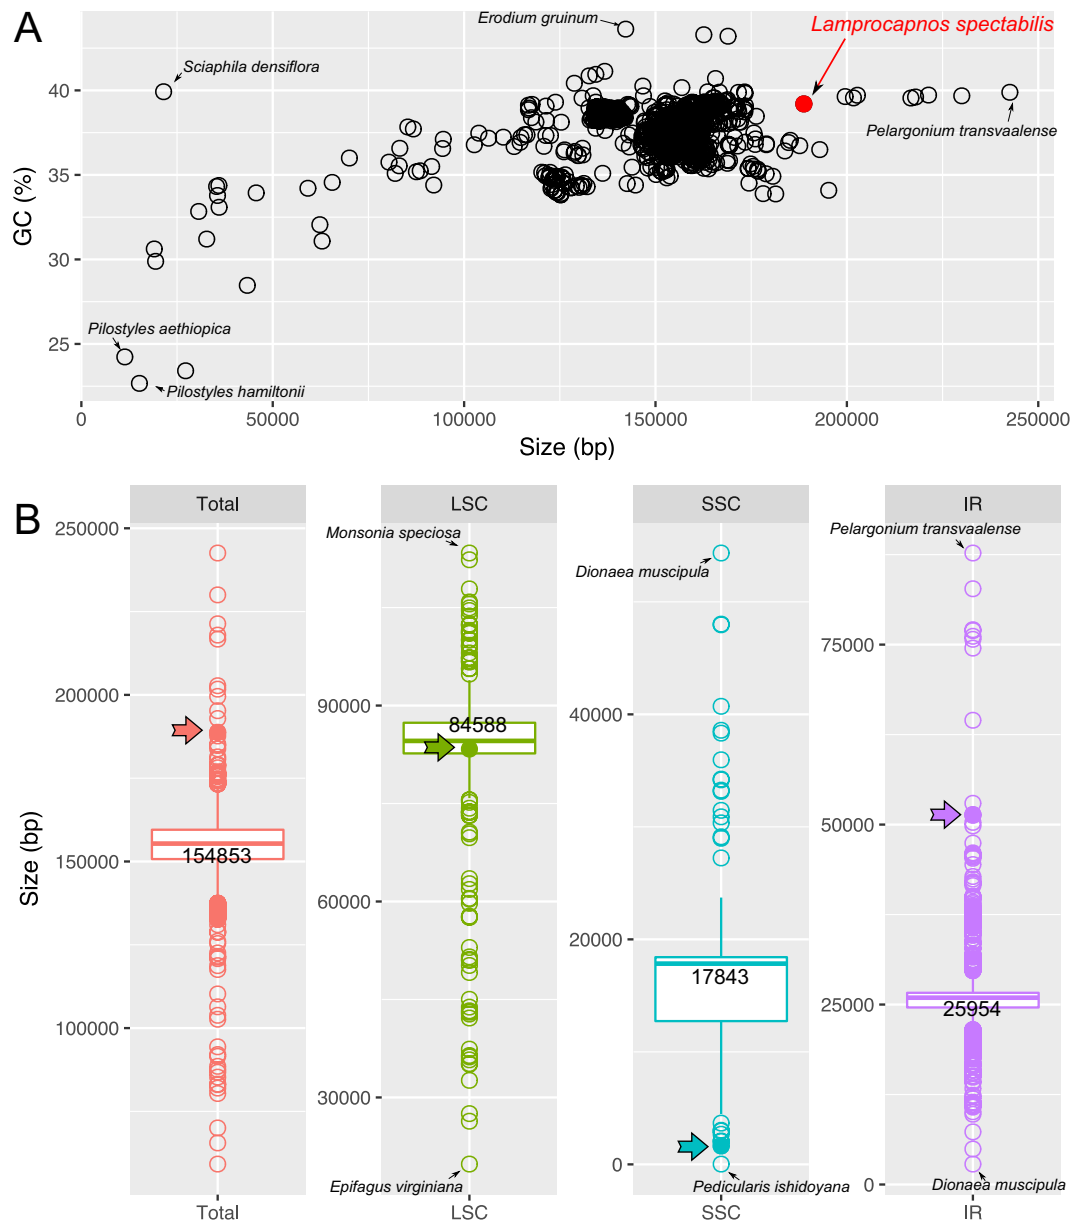 A
Erodium gruinum
Lamprocapnos spectabilis
Sciaphila densiflora
Pelargonium transvaalense
Pilostyles aethiopica
Pilostyles hamiltonii
GC (%)
40
35
30
25
0 50000 100000 150000 200000 250000
Size (bp)
B
Total LSC SSC IR
Monsonia speciosa
Dionaea muscipula
Pelargonium transvaalense
Size (bp)
250000
200000
150000
100000
154853
Total
90000
60000
30000
84588
Epifagus virginiana
LSC
40000
20000
0
17843
Pedicularis ishidoyana
SSC
75000
50000
25000
0
25954
Dionaea muscipula
IR